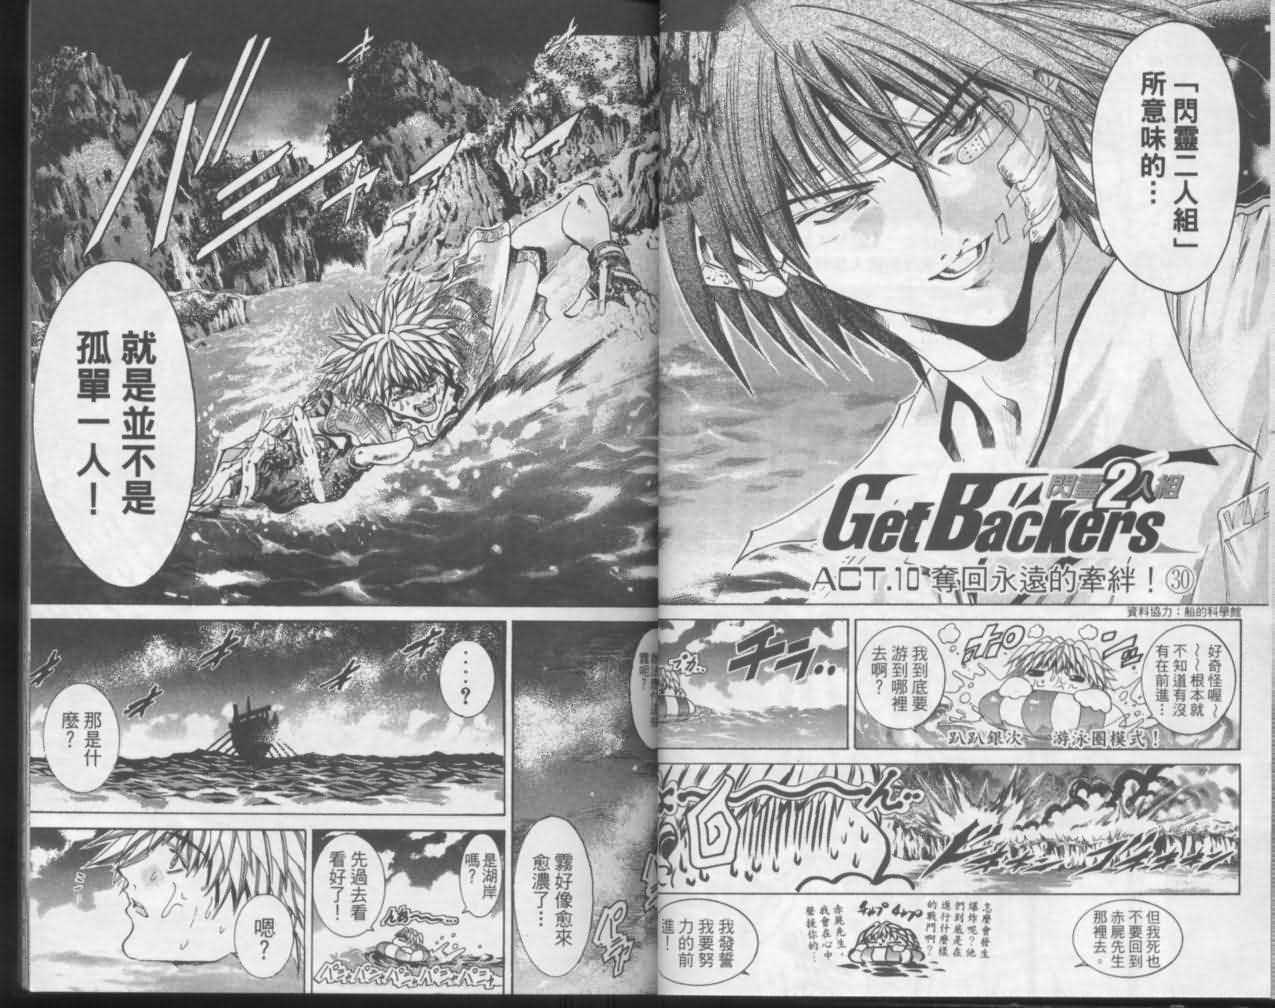 「閃靈二人組」
所意味的…
GetBackers
閃靈2人組
ACT.10 奪回永遠的牽絆！㉚
資料協力：船的科學館
就是並不是
孤單一人！
バシャ
好奇怪喔～
～～根本就
不知道有沒
有在前進…
我到底要
游到哪裡
去啊？
趴趴銀次 游泳圈模式！
チラ…
ん…
但我死也
不要回到
赤屍先生
那裡去。
怎麼會發生
爆炸呢？他
們到底是在
進行什麼樣
的戰鬥啊？
赤屍先生，
我會在心中
聲援你的…
我發誓
我要努
力的前
進！
霧好像愈來
愈濃了…
…？
那是什
麼？
是湖岸
嗎？
先過去看
看好了！
嗯？